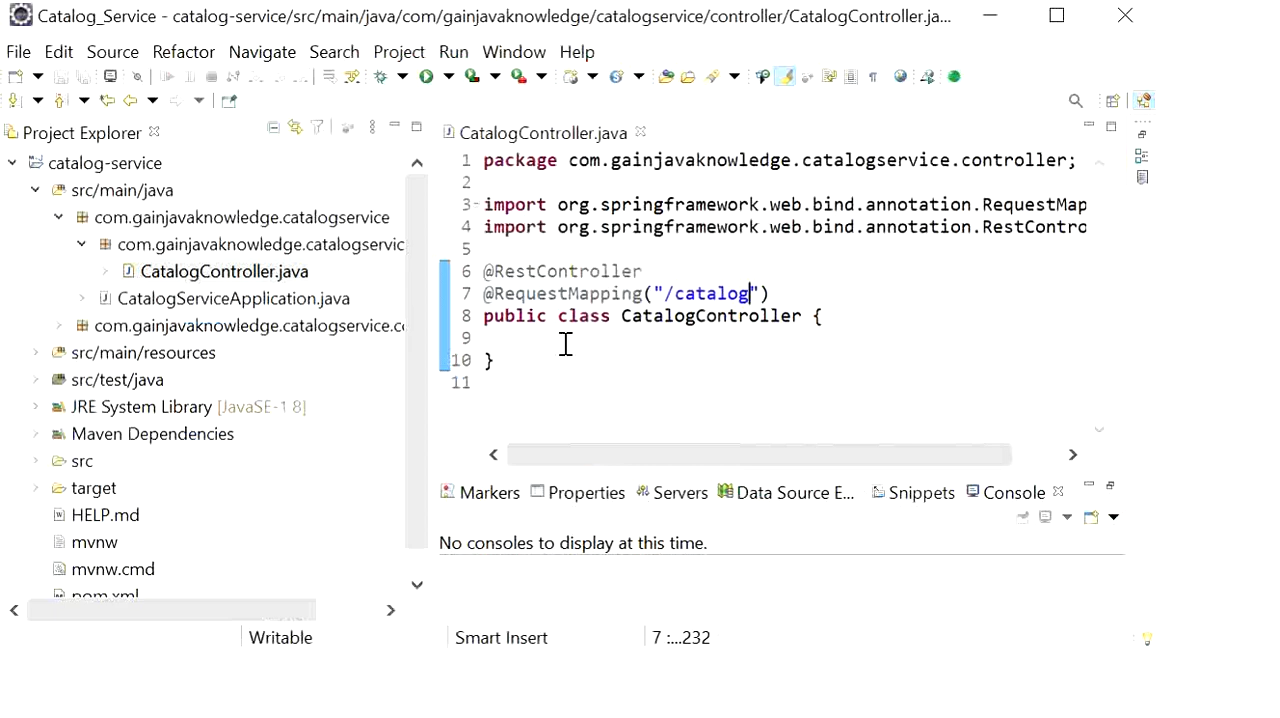 Catalog_Service - catalog-service/src/main/java/com/gainjavaknowledge/catalogservice/controller/CatalogController.ja...
File Edit Source Refactor Navigate Search Project Run Window Help
Project Explorer
catalog-service
src/main/java
com.gainjavaknowledge.catalogservice
com.gainjavaknowledge.catalogservic
CatalogController.java
CatalogServiceApplication.java
com.gainjavaknowledge.catalogservice.co
src/main/resources
src/test/java
JRE System Library [JavaSE-1 8]
Maven Dependencies
src
target
HELP.md
mvnw
mvnw.cmd
pom.xml
CatalogController.java
1 package com.gainjavaknowledge.catalogservice.controller;
2
3 import org.springframework.web.bind.annotation.RequestMap
4 import org.springframework.web.bind.annotation.RestContro
5
6 @RestController
7 @RequestMapping("/catalog")
8 public class CatalogController {
9
10 }
11
Markers Properties Servers Data Source E... Snippets Console
No consoles to display at this time.
Writable Smart Insert 7 :...232